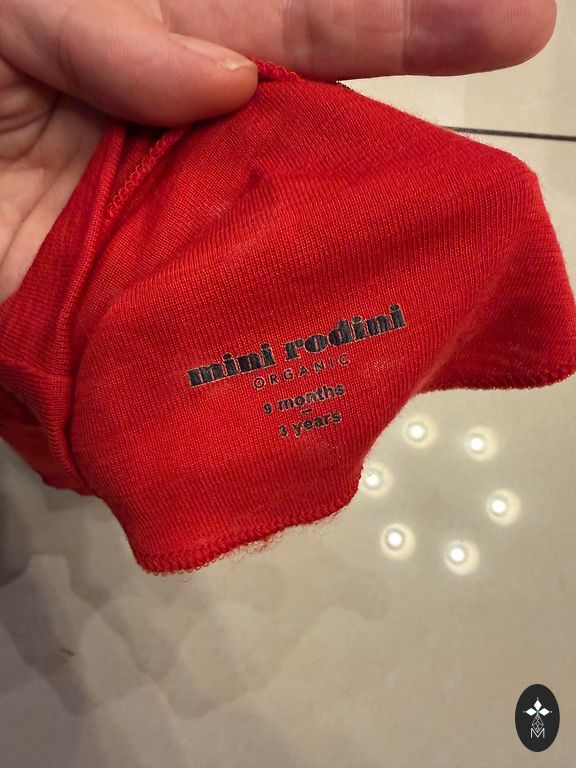 mini rodini
ORGANIC
9 months
–
3 years
M